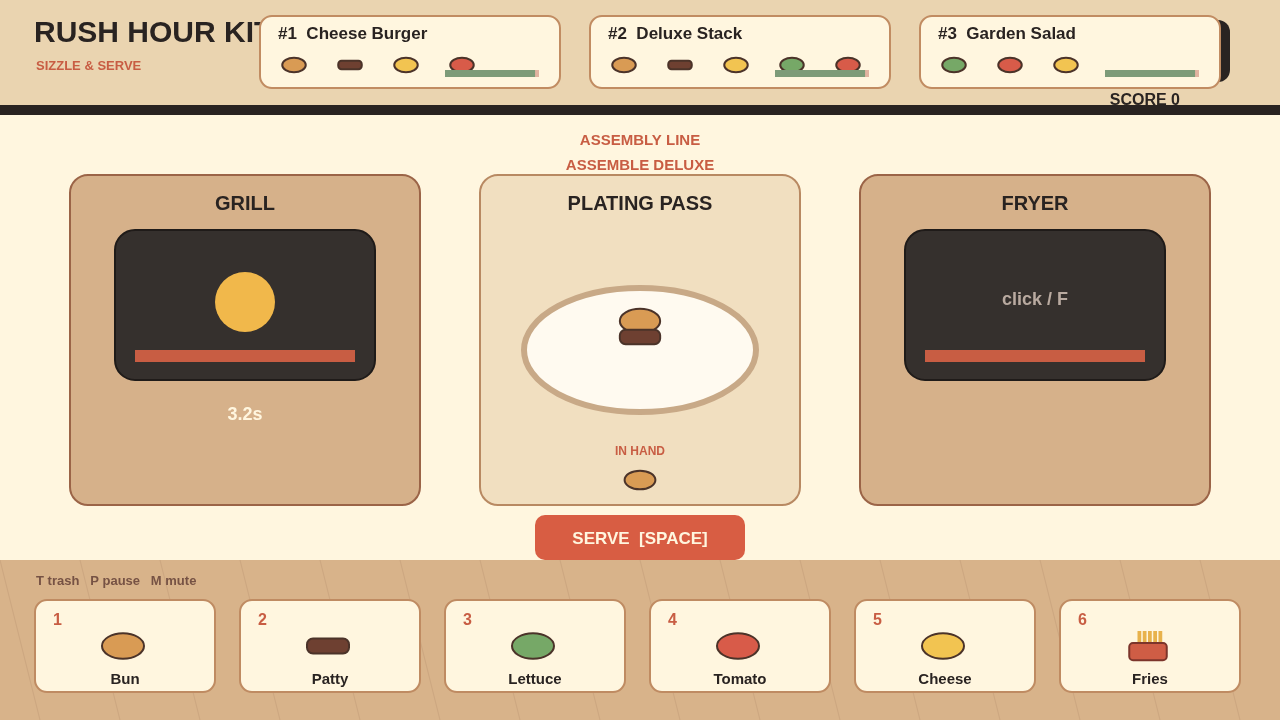 RUSH HOUR KIT
SIZZLE & SERVE
#1 Cheese Burger
#2 Deluxe Stack
#3 Garden Salad
SCORE 0
ASSEMBLY LINE
ASSEMBLE DELUXE
GRILL
PLATING PASS
FRYER
click / F
3.2s
IN HAND
SERVE [SPACE]
T trash P pause M mute
1
2
3
4
5
6
Bun
Patty
Lettuce
Tomato
Cheese
Fries